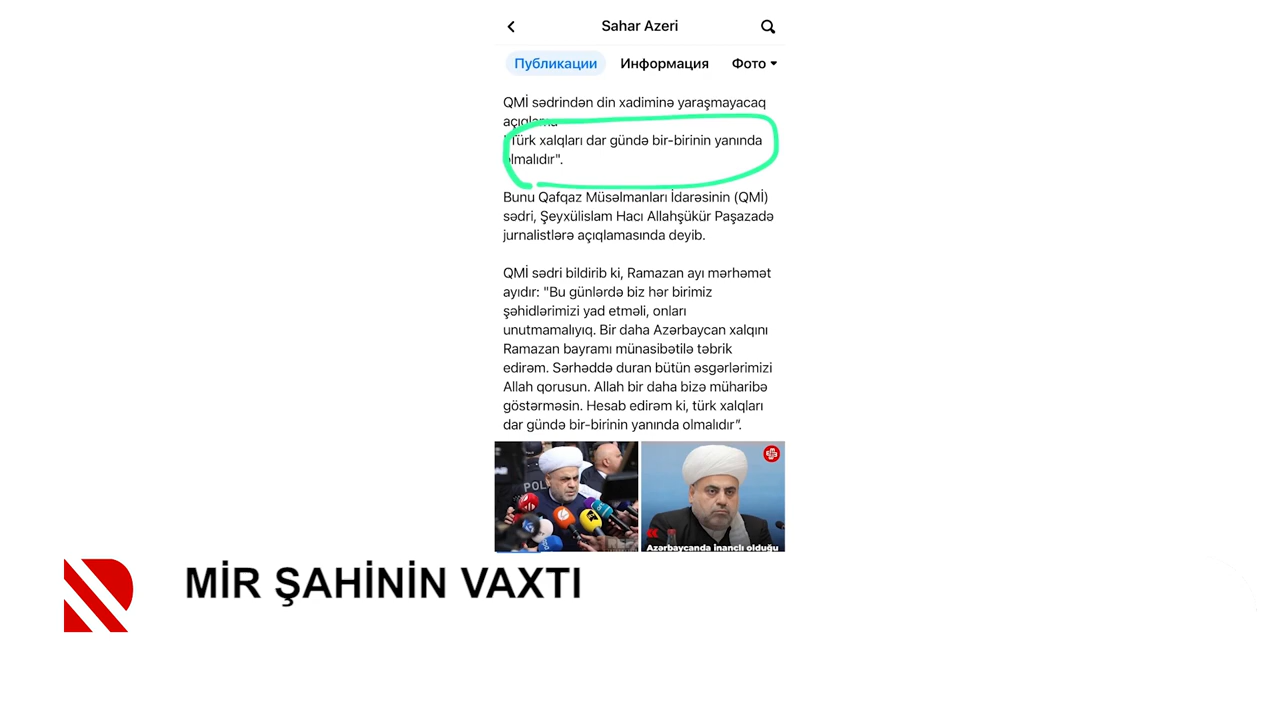 Sahar Azeri
Публикации Информация Фото
QMİ sədrindən din xadiminə yaraşmayacaq
açıqlama
"Türk xalqları dar gündə bir-birinin yanında
olmalıdır".
Bunu Qafqaz Müsəlmanları İdarəsinin (QMİ)
sədri, Şeyxülislam Hacı Allahşükür Paşazadə
jurnalistlərə açıqlamasında deyib.
QMİ sədri bildirib ki, Ramazan ayı mərhəmət
ayıdır: "Bu günlərdə biz hər birimiz
şəhidlərimizi yad etməli, onları
unutmamalıyıq. Bir daha Azərbaycan xalqını
Ramazan bayramı münasibətilə təbrik
edirəm. Sərhəddə duran bütün əsgərlərimizi
Allah qorusun. Allah bir daha bizə müharibə
göstərməsin. Hesab edirəm ki, türk xalqları
dar gündə bir-birinin yanında olmalıdır”.
POL
Azərbaycanda inanclı olduğu
MİR ŞAHİNİN VAXTI